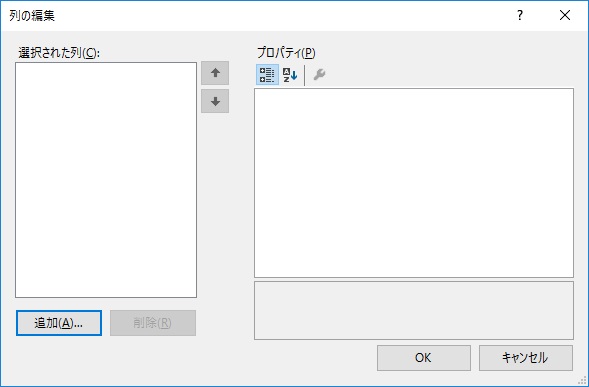 列の編集
?
選択された列(C):
プロパティ(P)
追加(A)...
削除(R)
OK
キャンセル